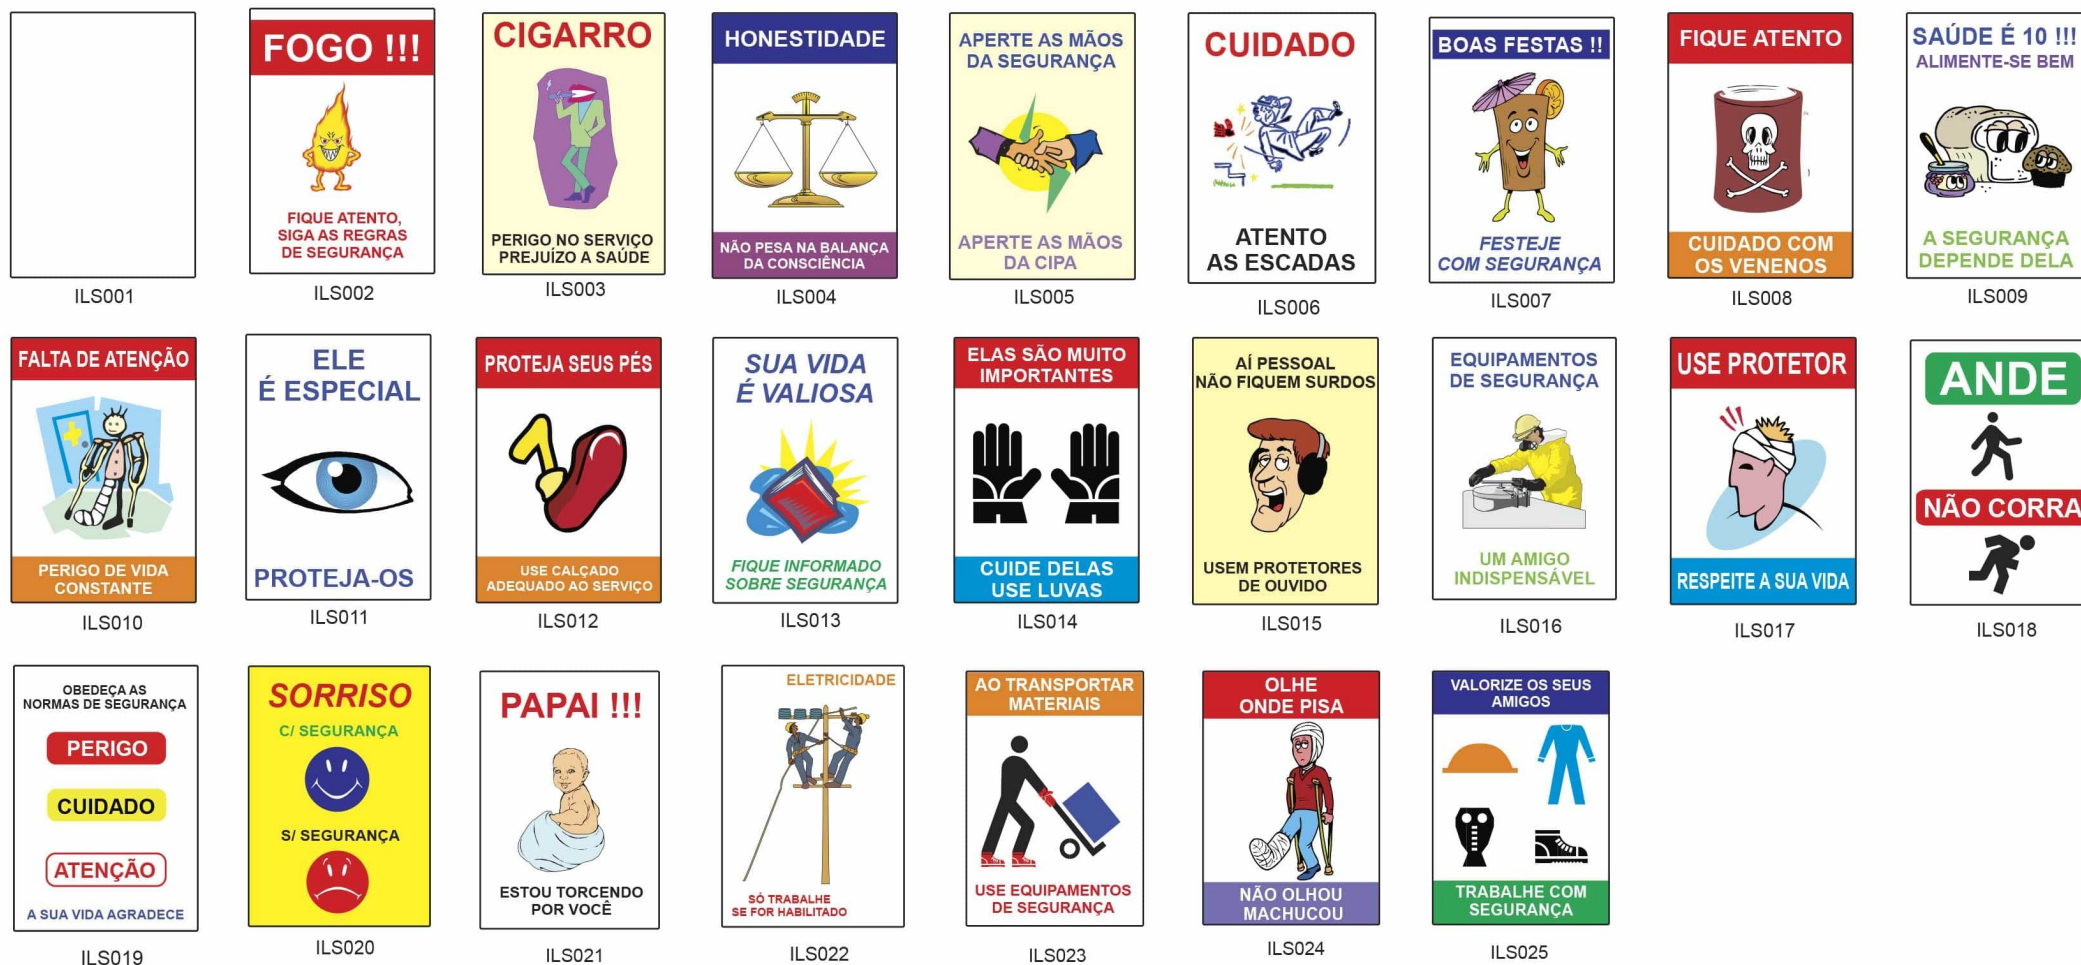 ILS001
FOGO !!!
FIQUE ATENTO,
SIGA AS REGRAS
DE SEGURANÇA
ILS002
CIGARRO
PERIGO NO SERVIÇO
PREJUÍZO A SAÚDE
ILS003
HONESTIDADE
NÃO PESA NA BALANÇA
DA CONSCIÊNCIA
ILS004
APERTE AS MÃOS
DA SEGURANÇA
APERTE AS MÃOS
DA CIPA
ILS005
CUIDADO
ATENTO
AS ESCADAS
ILS006
BOAS FESTAS !!
FESTEJE
COM SEGURANÇA
ILS007
FIQUE ATENTO
CUIDADO COM
OS VENENOS
ILS008
SAÚDE É 10 !!!
ALIMENTE-SE BEM
A SEGURANÇA
DEPENDE DELA
ILS009
FALTA DE ATENÇÃO
PERIGO DE VIDA
CONSTANTE
ILS010
ELE
É ESPECIAL
PROTEJA-OS
ILS011
PROTEJA SEUS PÉS
USE CALÇADO
ADEQUADO AO SERVIÇO
ILS012
SUA VIDA
É VALIOSA
FIQUE INFORMADO
SOBRE SEGURANÇA
ILS013
ELAS SÃO MUITO
IMPORTANTES
CUIDE DELAS
USE LUVAS
ILS014
AÍ PESSOAL
NÃO FIQUEM SURDOS
USEM PROTETORES
DE OUVIDO
ILS015
EQUIPAMENTOS
DE SEGURANÇA
UM AMIGO
INDISPENSÁVEL
ILS016
USE PROTETOR
RESPEITE A SUA VIDA
ILS017
ANDE
NÃO CORRA
ILS018
OBEDEÇA AS
NORMAS DE SEGURANÇA
PERIGO
CUIDADO
ATENÇÃO
A SUA VIDA AGRADECE
ILS019
SORRISO
C/ SEGURANÇA
S/ SEGURANÇA
ILS020
PAPAI !!!
ESTOU TORCENDO
POR VOCÊ
ILS021
ELETRICIDADE
SÓ TRABALHE
SE FOR HABILITADO
ILS022
AO TRANSPORTAR
MATERIAIS
USE EQUIPAMENTOS
DE SEGURANÇA
ILS023
OLHE
ONDE PISA
NÃO OLHOU
MACHUCOU
ILS024
VALORIZE OS SEUS
AMIGOS
TRABALHE COM
SEGURANÇA
ILS025